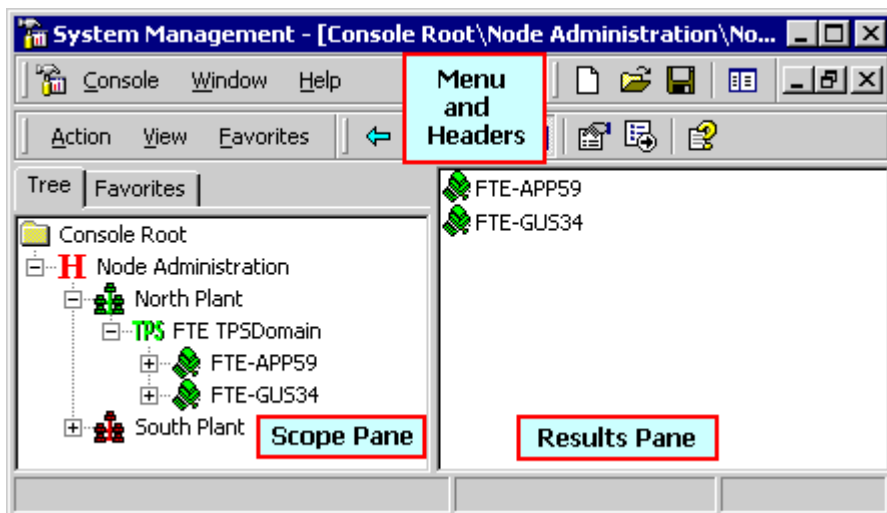 System Management - [Console Root\Node Administration\No...
Console Window Help
Menu
and
Headers
Action View Favorites
Tree Favorites
Console Root
H Node Administration
North Plant
TPS FTE TPSDomain
FTE-APP59
FTE-GUS34
South Plant
Scope Pane
FTE-APP59
FTE-GUS34
Results Pane